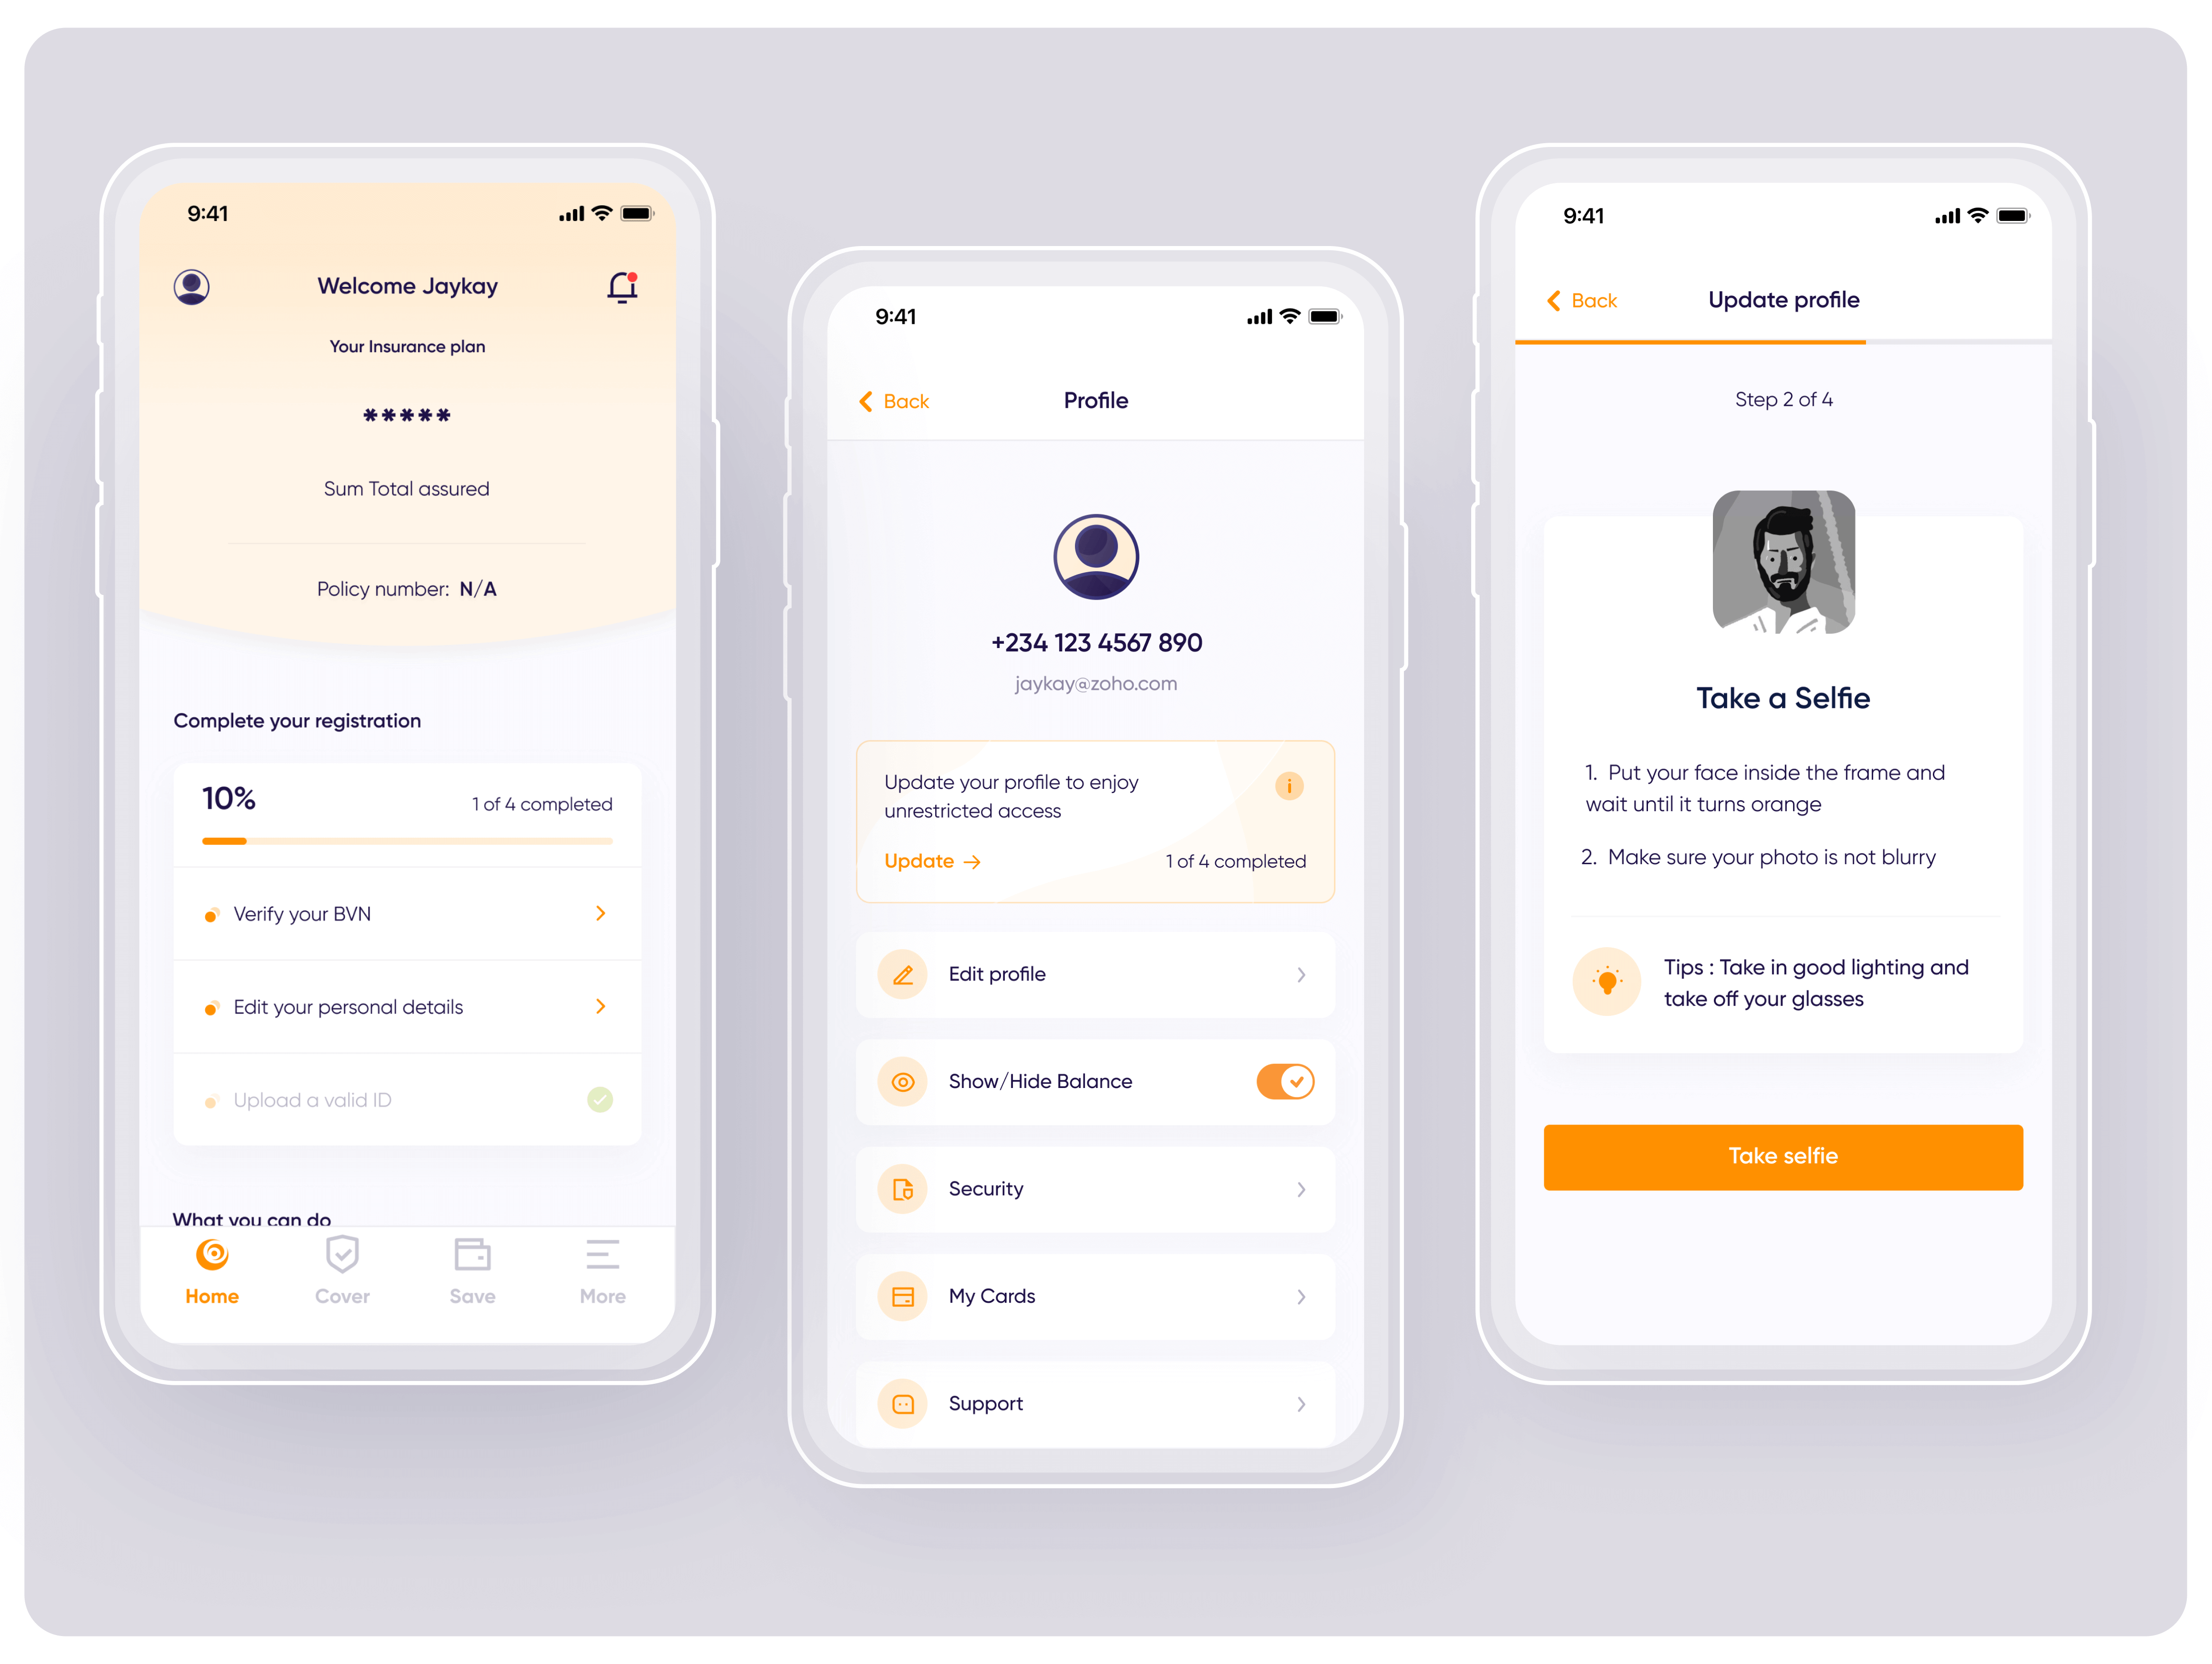 9:41
Welcome Jaykay
Your Insurance plan
*****
Sum Total assured
Policy number: N/A
Complete your registration
10%
1 of 4 completed
Verify your BVN
Edit your personal details
Upload a valid ID
What you can do
Home
Cover
Save
More
9:41
Back
Profile
+234 123 4567 890
jaykay@zoho.com
Update your profile to enjoy
unrestricted access
Update →
1 of 4 completed
Edit profile
Show/Hide Balance
Security
My Cards
Support
9:41
Back
Update profile
Step 2 of 4
Take a Selfie
1. Put your face inside the frame and
wait until it turns orange
2. Make sure your photo is not blurry
Tips : Take in good lighting and
take off your glasses
Take selfie